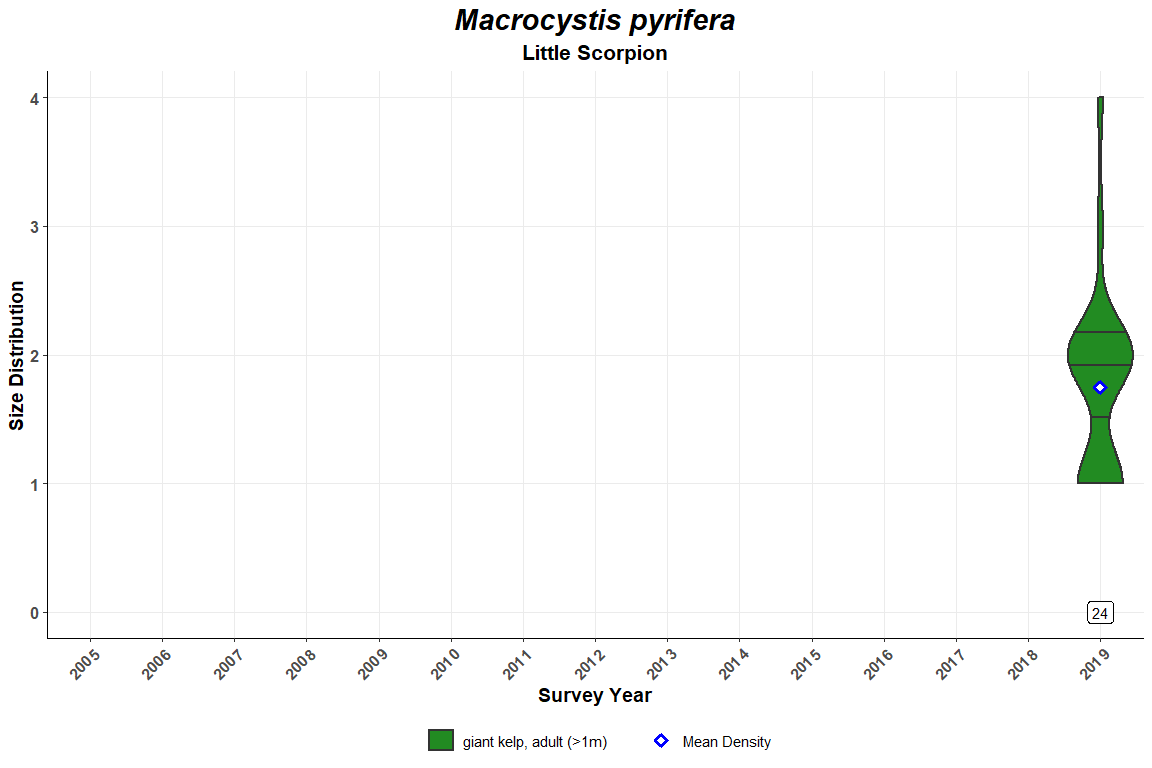 Macrocystis pyrifera
Little Scorpion
Size Distribution
4
3
2
1
0
24
2005 2006 2007 2008 2009 2010 2011 2012 2013 2014 2015 2016 2017 2018 2019
Survey Year
giant kelp, adult (>1m) Mean Density